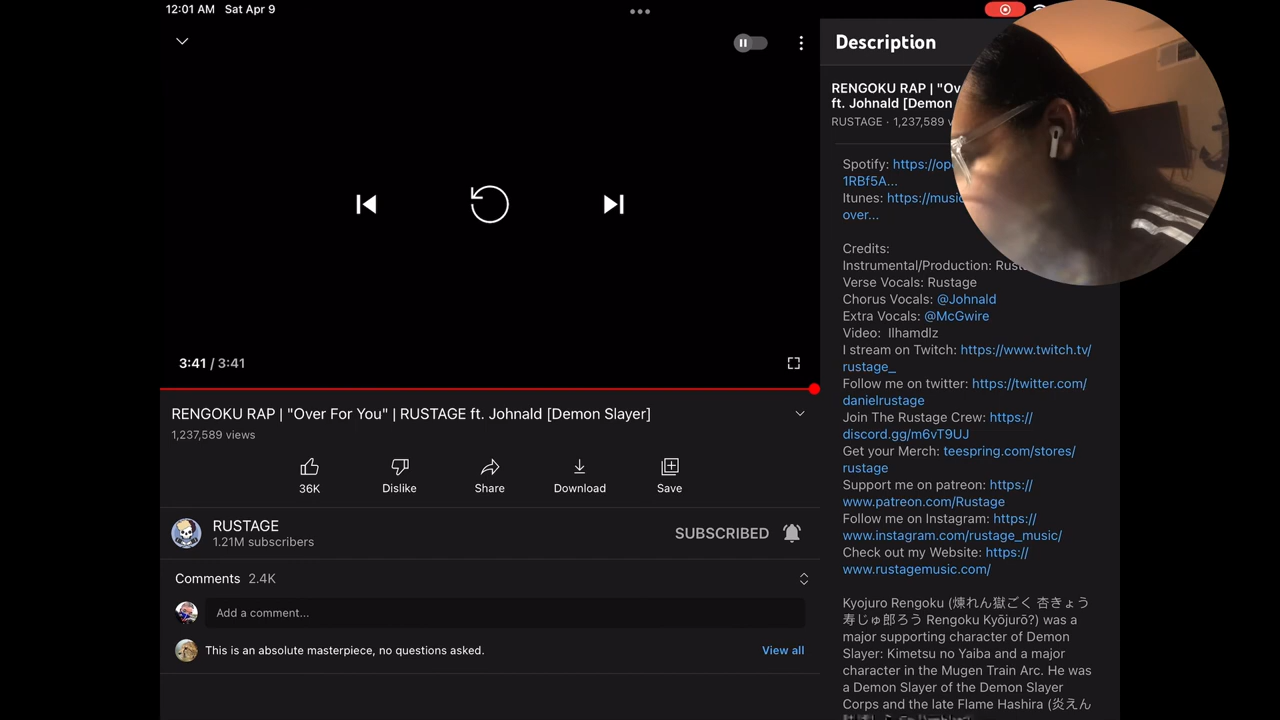 12:01 AM Sat Apr 9
RENGOKU RAP | "Over For You" | RUSTAGE ft. Johnald [Demon Slayer]
1,237,589 views
3:41 / 3:41
36K
Dislike
Share
Download
Save
RUSTAGE
1.21M subscribers
SUBSCRIBED
Comments 2.4K
Add a comment...
This is an absolute masterpiece, no questions asked.
View all
Description
RENGOKU RAP | "Ov
ft. Johnald [Demon
RUSTAGE · 1,237,589 v
Spotify: https://op
1RBf5A...
Itunes: https://music
over...
Credits:
Instrumental/Production: Rust
Verse Vocals: Rustage
Chorus Vocals: @Johnald
Extra Vocals: @McGwire
Video: Ilhamdlz
I stream on Twitch: https://www.twitch.tv/
rustage_
Follow me on twitter: https://twitter.com/
danielrustage
Join The Rustage Crew: https://
discord.gg/m6vT9UJ
Get your Merch: teespring.com/stores/
rustage
Support me on patreon: https://
www.patreon.com/Rustage
Follow me on Instagram: https://
www.instagram.com/rustage_music/
Check out my Website: https://
www.rustagemusic.com/
Kyojuro Rengoku (煉れん獄ごく 杏きょう
寿じゅ郎ろう Rengoku Kyōjurō?) was a
major supporting character of Demon
Slayer: Kimetsu no Yaiba and a major
character in the Mugen Train Arc. He was
a Demon Slayer of the Demon Slayer
Corps and the late Flame Hashira (炎えん